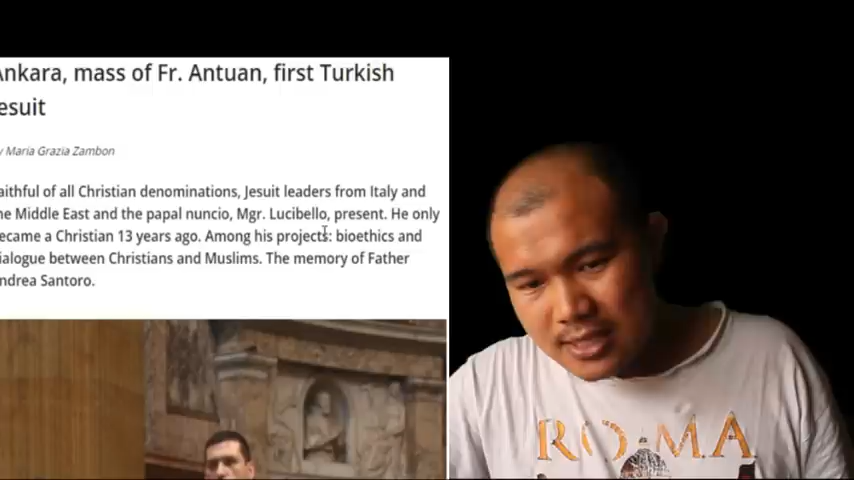 Ankara, mass of Fr. Antuan, first Turkish
esuit
y Maria Grazia Zambon
aithful of all Christian denominations, Jesuit leaders from Italy and
he Middle East and the papal nuncio, Mgr. Lucibello, present. He only
ecame a Christian 13 years ago. Among his projects: bioethics and
ialogue between Christians and Muslims. The memory of Father
ndrea Santoro.
ROMA